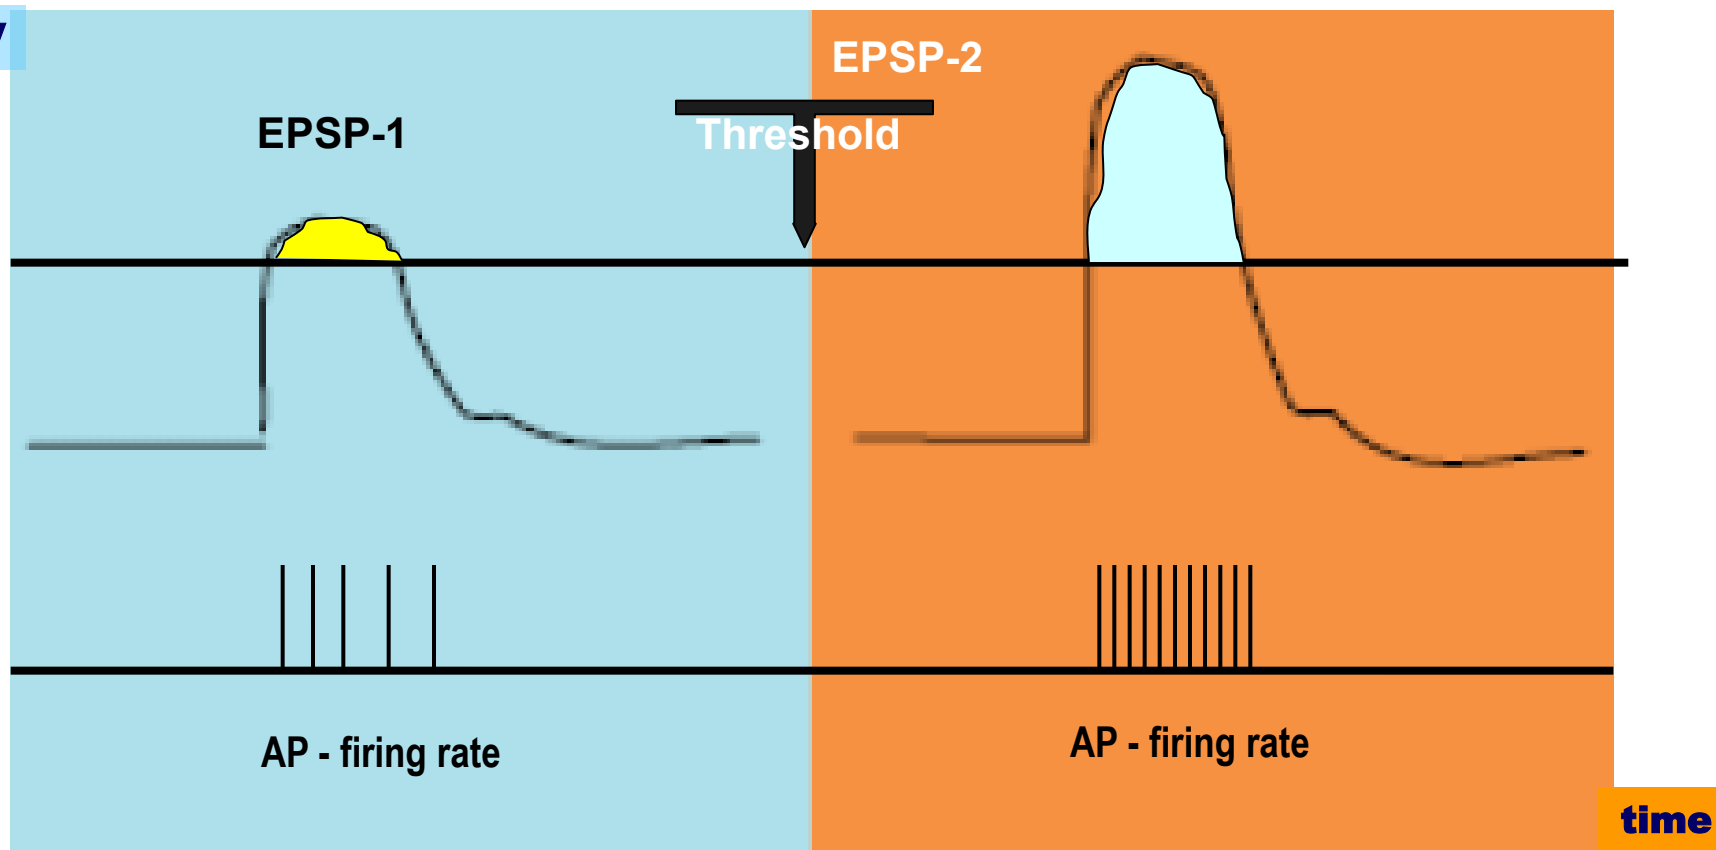 EPSP-2
EPSP-1
Threshold
AP - firing rate
AP - firing rate
time